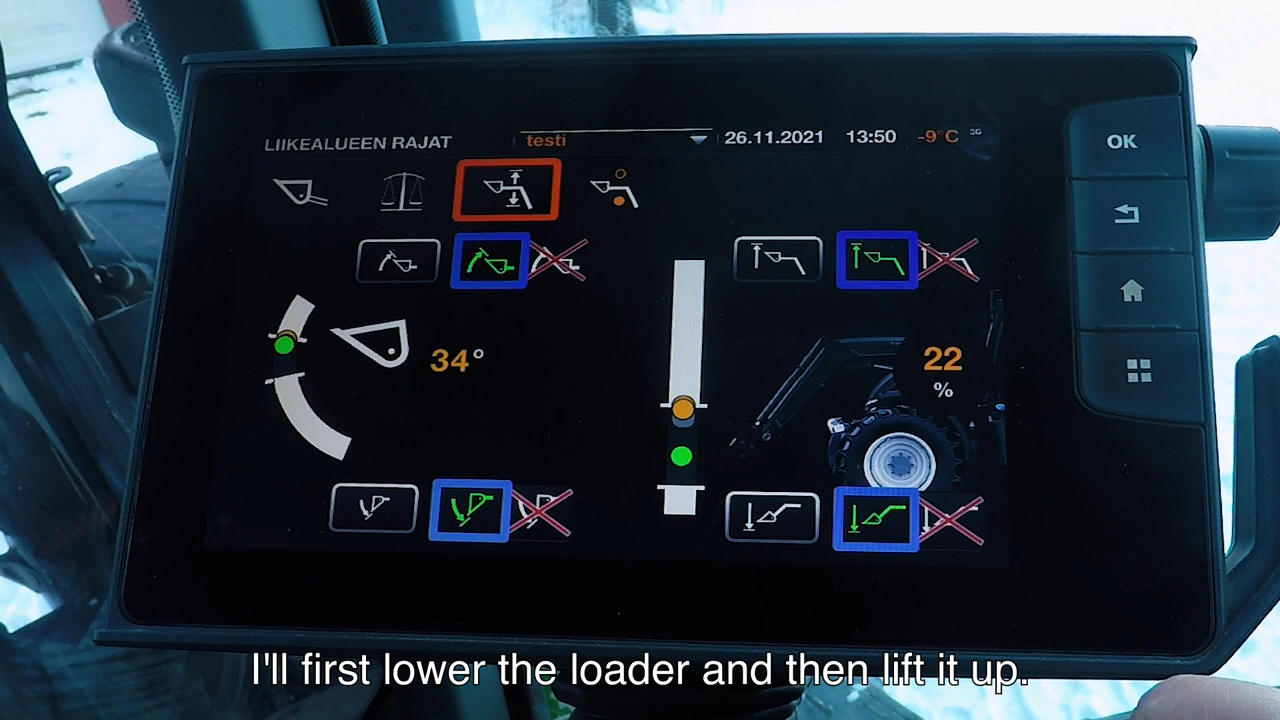 LIIKEALUEEN RAJAT testi 26.11.2021 13:50 -9°C 3G
OK
34°
22
%
I'll first lower the loader and then lift it up.